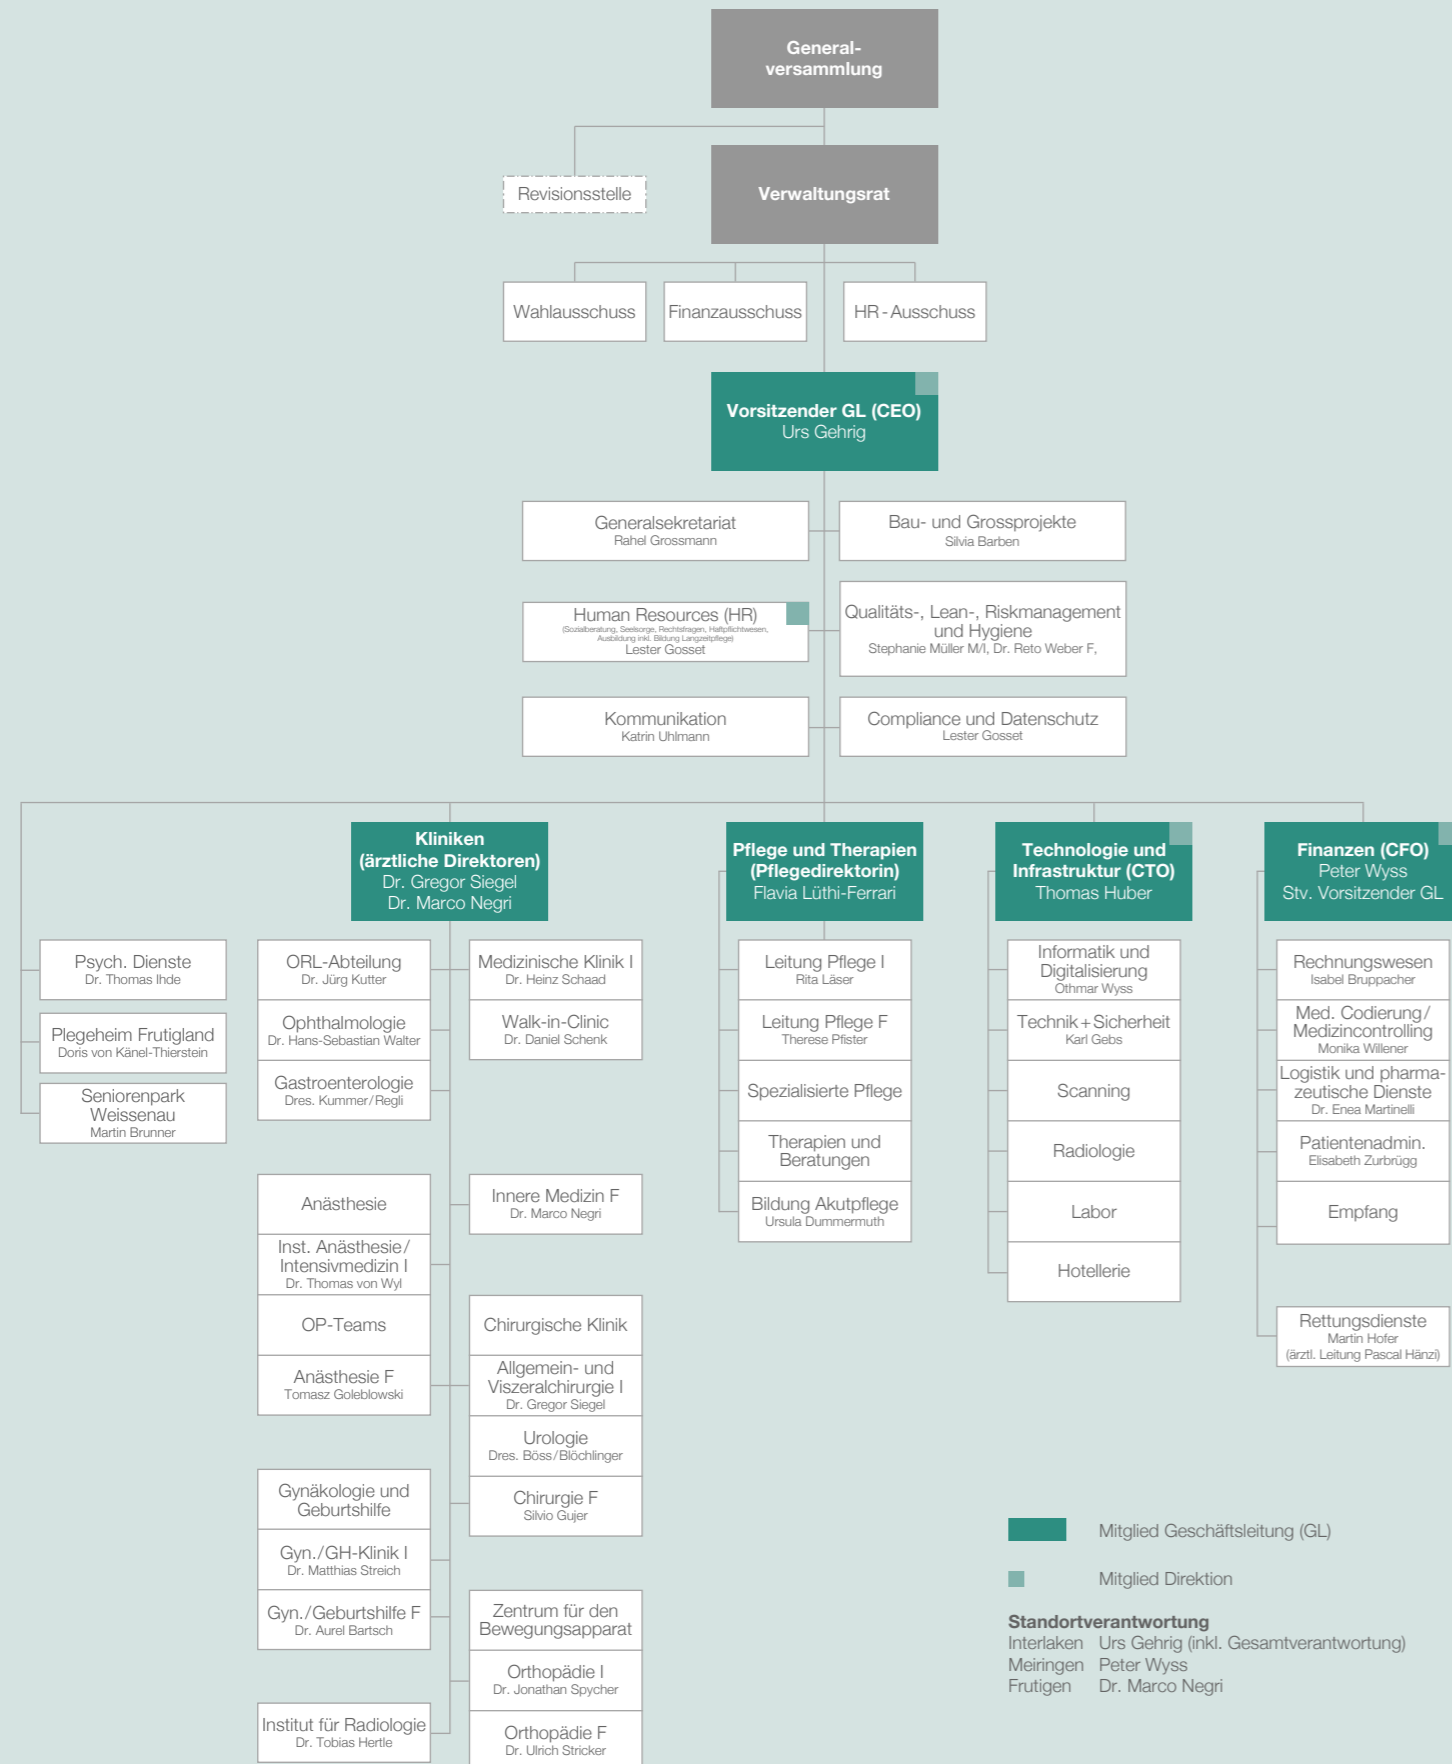 General-
versammlung
Revisionsstelle
Verwaltungsrat
Wahlausschuss
Finanzausschuss
HR - Ausschuss
Vorsitzender GL (CEO)
Urs Gehrig
Generalsekretariat
Rahel Grossmann
Bau- und Grossprojekte
Silvia Barben
Human Resources (HR)
(Sozialberatung, Seelsorge, Rechtsfragen, Haftpflichtwesen,
Ausbildung inkl. Bildung Langzeitpflege)
Lester Gosset
Qualitäts-, Lean-, Riskmanagement
und Hygiene
Stephanie Müller M/I, Dr. Reto Weber F,
Kommunikation
Katrin Uhlmann
Compliance und Datenschutz
Lester Gosset
Kliniken
(ärztliche Direktoren)
Dr. Gregor Siegel
Dr. Marco Negri
Pflege und Therapien
(Pflegedirektorin)
Flavia Lüthi-Ferrari
Technologie und
Infrastruktur (CTO)
Thomas Huber
Finanzen (CFO)
Peter Wyss
Stv. Vorsitzender GL
Psych. Dienste
Dr. Thomas Ihde
Plegeheim Frutigland
Doris von Känel-Thierstein
Seniorenpark
Weissenau
Martin Brunner
ORL-Abteilung
Dr. Jürg Kutter
Ophthalmologie
Dr. Hans-Sebastian Walter
Gastroenterologie
Dres. Kummer/Regli
Medizinische Klinik I
Dr. Heinz Schaad
Walk-in-Clinic
Dr. Daniel Schenk
Anästhesie
Inst. Anästhesie/
Intensivmedizin I
Dr. Thomas von Wyl
OP-Teams
Anästhesie F
Tomasz Goleblowski
Innere Medizin F
Dr. Marco Negri
Chirurgische Klinik
Allgemein- und
Viszeralchirurgie I
Dr. Gregor Siegel
Urologie
Dres. Böss/Blöchlinger
Chirurgie F
Silvio Gujer
Gynäkologie und
Geburtshilfe
Gyn./GH-Klinik I
Dr. Matthias Streich
Gyn./Geburtshilfe F
Dr. Aurel Bartsch
Zentrum für den
Bewegungsapparat
Orthopädie I
Dr. Jonathan Spycher
Orthopädie F
Dr. Ulrich Stricker
Institut für Radiologie
Dr. Tobias Hertle
Leitung Pflege I
Rita Läser
Leitung Pflege F
Therese Pfister
Spezialisierte Pflege
Therapien und
Beratungen
Bildung Akutpflege
Ursula Dummermuth
Informatik und
Digitalisierung
Othmar Wyss
Technik + Sicherheit
Karl Gebs
Scanning
Radiologie
Labor
Hotellerie
Rechnungswesen
Isabel Bruppacher
Med. Codierung/
Medizincontrolling
Monika Willener
Logistik und pharma-
zeutische Dienste
Dr. Enea Martinelli
Patientenadmin.
Elisabeth Zurbrügg
Empfang
Rettungsdienste
Martin Hofer
(ärztl. Leitung Pascal Hänzi)
Mitglied Geschäftsleitung (GL)
Mitglied Direktion
Standortverantwortung
Interlaken Urs Gehrig (inkl. Gesamtverantwortung)
Meiringen Peter Wyss
Frutigen Dr. Marco Negri